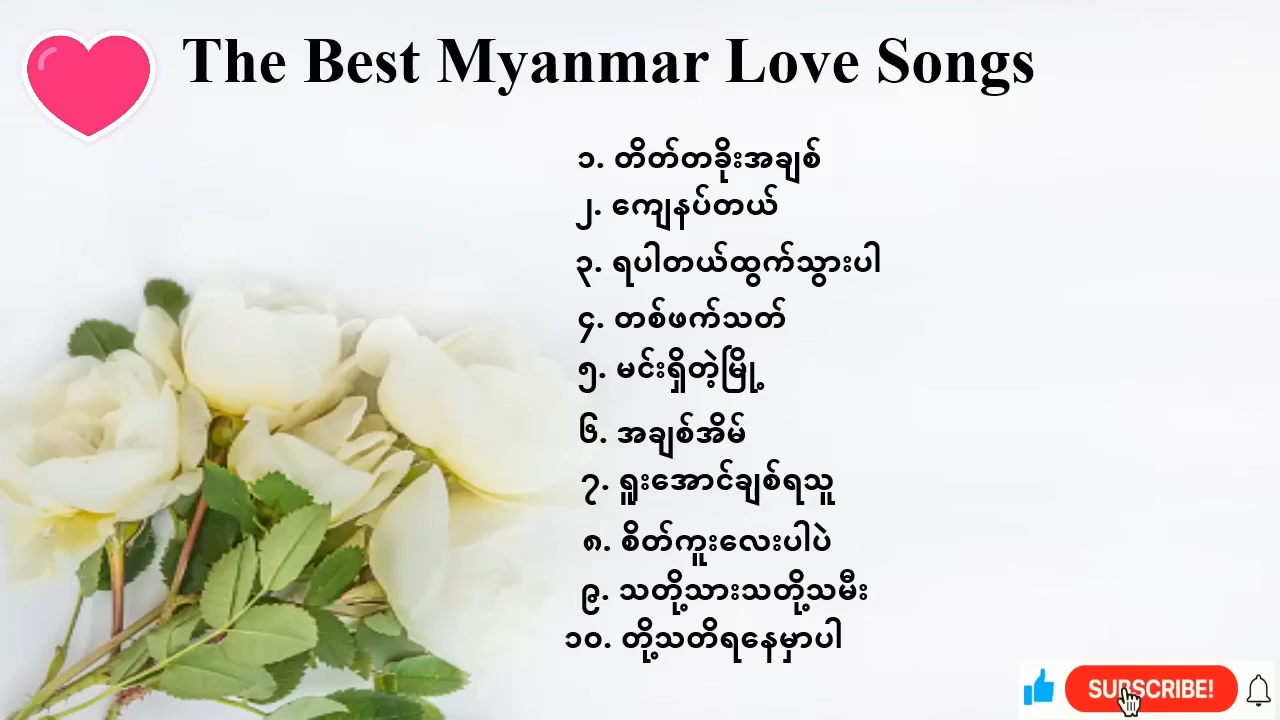 The Best Myanmar Love Songs
၁. တိတ်တခိုးအချစ်
၂. ကျေနပ်တယ်
၃. ရပါတယ်ထွက်သွားပါ
၄. တစ်ဖက်သတ်
၅. မင်းရှိတဲ့မြို့
၆. အချစ်အိမ်
၇. ရူးအောင်ချစ်ရသူ
၈. စိတ်ကူးလေးပါပဲ
၉. သတို့သားသတို့သမီး
၁၀. တို့သတိရနေမှာပါ
SUBSCRIBE!